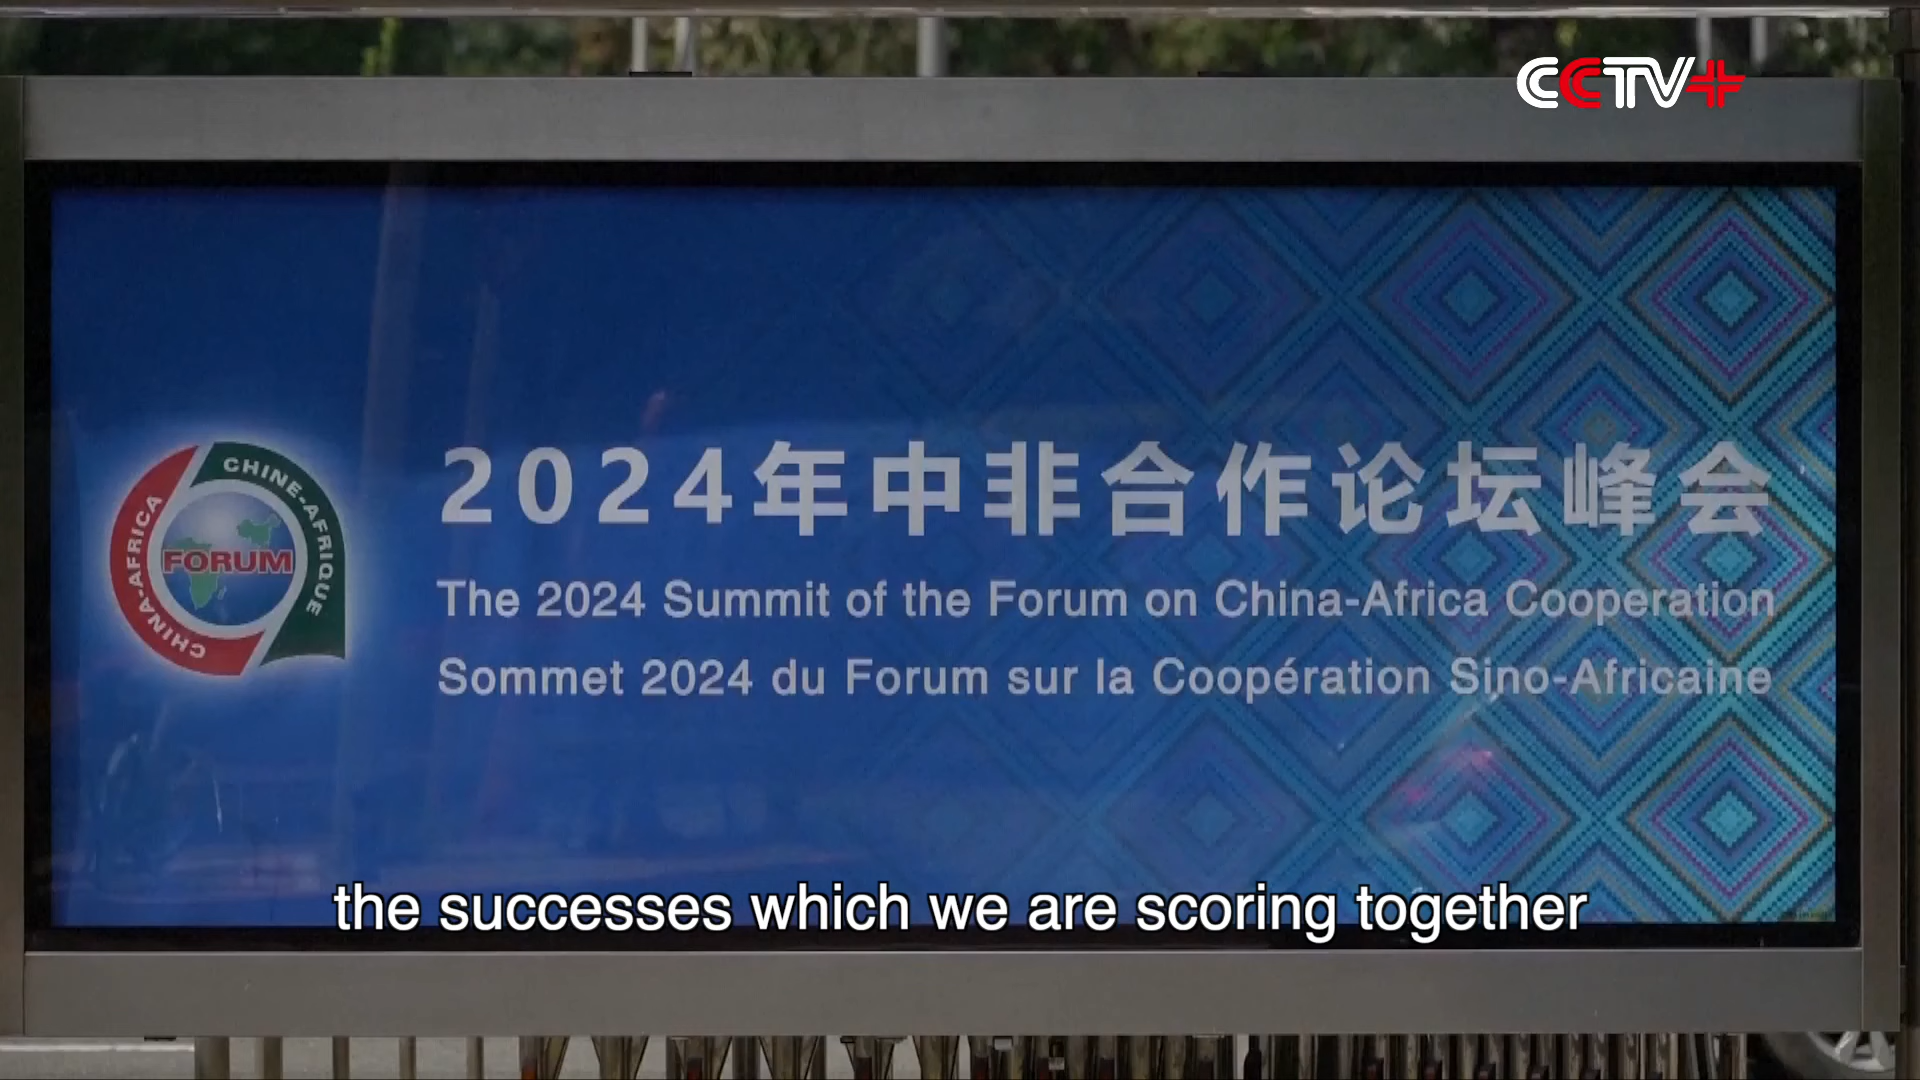 CCTV+
2024年中非合作论坛峰会
CHINE-AFRIQUE
CHINA-AFRICA
FORUM
The 2024 Summit of the Forum on China-Africa Cooperation
Sommet 2024 du Forum sur la Coopération Sino-Africaine
the successes which we are scoring together